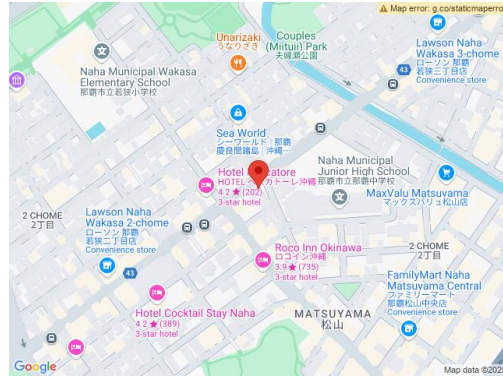 Map error: g.co/staticmaperro
Unarizaki
うなりざき
Couples
(Miituii) Park
夫婦瀬公園
Lawson Naha
Wakasa 3-chome
ローソン 那覇
若狭三丁目店
Convenience store
Naha Municipal Wakasa
Elementary School
那覇市立若狭小学校
43
Sea World
シーワールド | 那覇
慶良間諸島 | 沖縄…
Naha Municipal
Junior High School
那覇市立那覇中学校
MaxValu Matsuyama
マックスバリュ松山店
4.2 ★ (202)
3-star hotel
2 CHOME
2丁目
Lawson Naha
Wakasa 2-chome
ローソン 那覇
若狭二丁目店
Convenience store
43
Roco Inn Okinawa
ロコイン沖縄
3.9 ★ (735)
3-star hotel
2 CHOME
2丁目
FamilyMart Naha
Matsuyama Central
ファミリーマート
那覇松山中央店
Convenience store
Hotel Cocktail Stay Naha
4.2 ★ (389)
3-star hotel
MATSUYAMA
松山
Google
Map data ©202